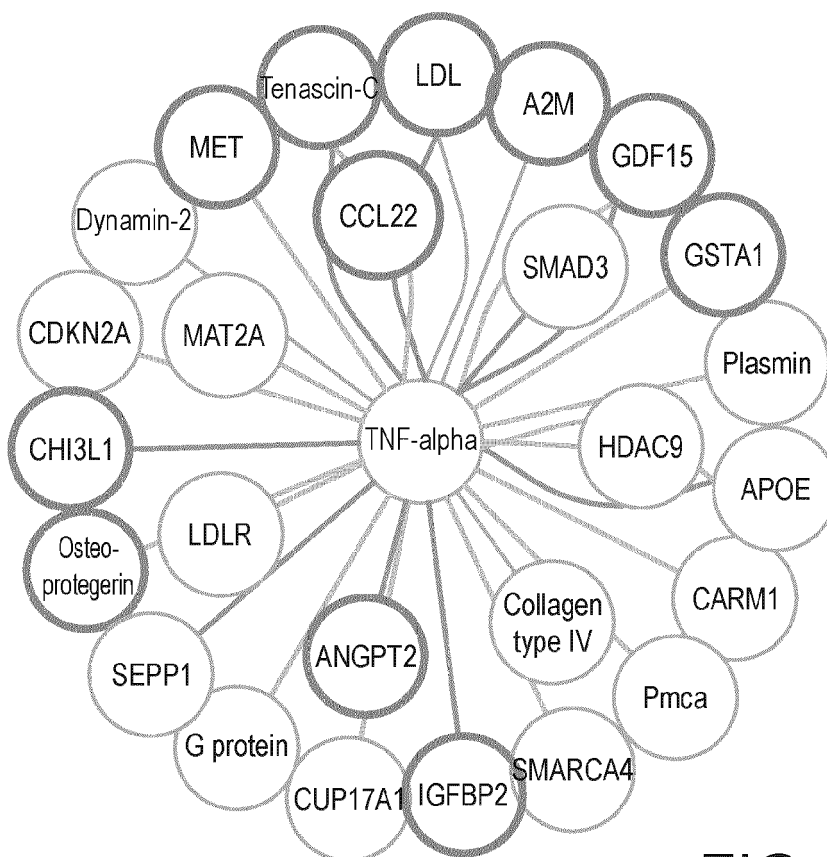 Tenascin-C
LDL
A2M
MET
GDF15
CCL22
Dynamin-2
SMAD3
GSTA1
CDKN2A
MAT2A
Plasmin
TNF-alpha
CHI3L1
HDAC9
APOE
LDLR
Osteo-
protegerin
Collagen
type IV
CARM1
ANGPT2
SEPP1
Pmca
G protein
SMARCA4
CUP17A1
IGFBP2